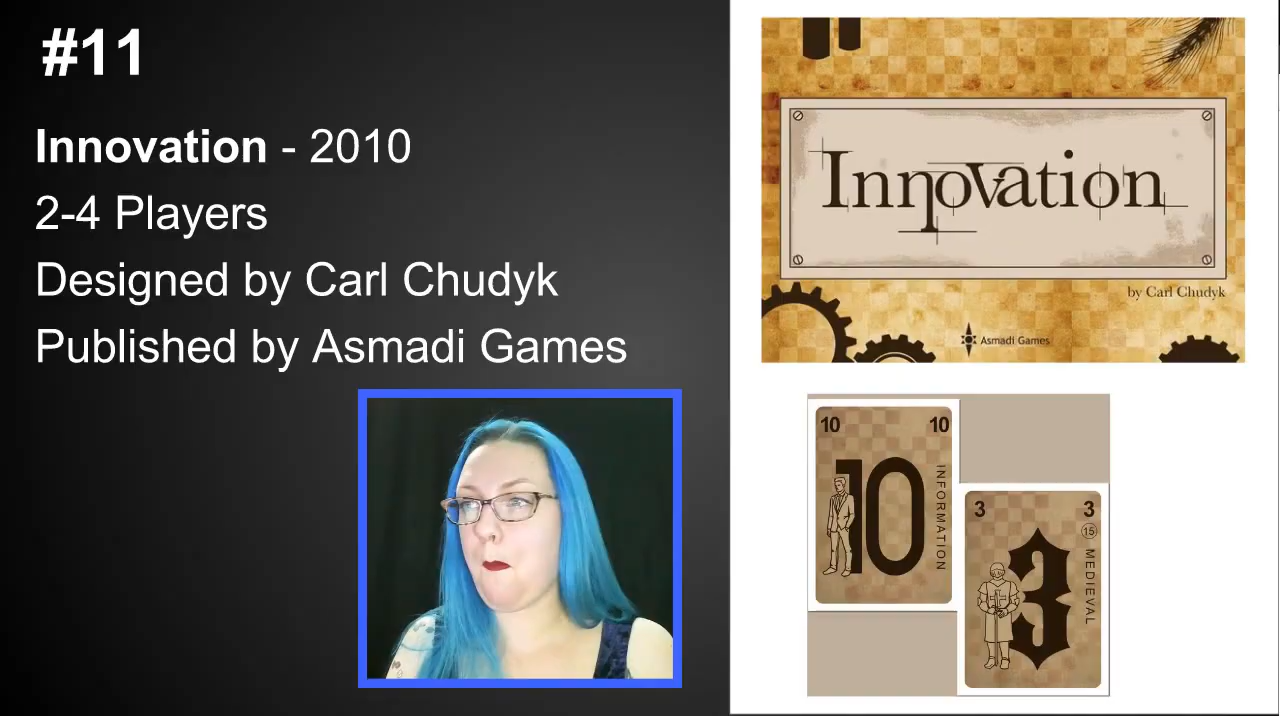 #11
Innovation - 2010
2-4 Players
Designed by Carl Chudyk
Published by Asmadi Games
Innovation
by Carl Chudyk
Asmadi Games
10 10
10
INFORMATION
3 3
15
3
MEDIEVAL